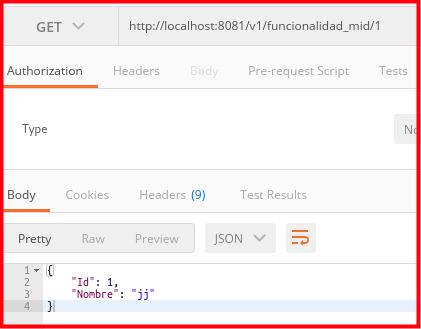 GET http://localhost:8081/v1/funcionalidad_mid/1
Authorization Headers Body Pre-request Script Tests
Type No
Body Cookies Headers (9) Test Results
Pretty Raw Preview JSON
1 {
2 "Id": 1,
3 "Nombre": "jj"
4 }